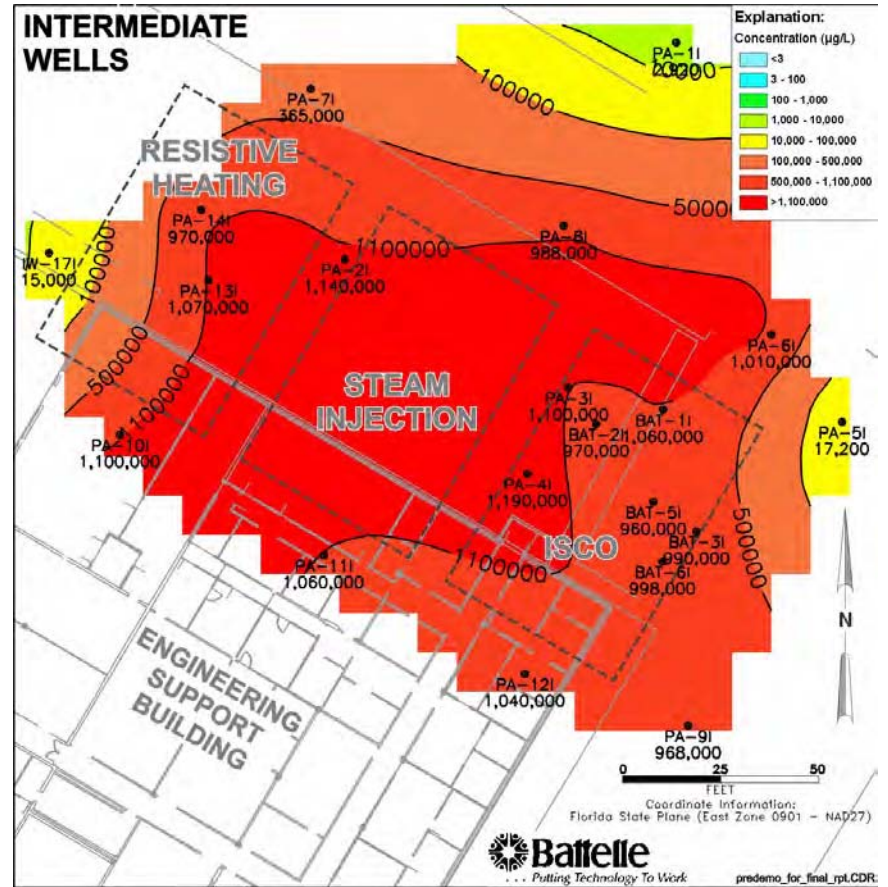 INTERMEDIATE
WELLS
Explanation:
Concentration (µg/L)
<3
3 - 100
100 - 1,000
1,000 - 10,000
10,000 - 100,000
100,000 - 500,000
500,000 - 1,100,000
>1,100,000
PA-1I
100000
PA-7I
365,000
RESISTIVE
HEATING
PA-14I
970,000
PA-8I
988,000
1100000
IW-17I
15,000
100000
PA-2I
1,140,000
PA-13I
1,070,000
PA-6I
1,010,000
500000
STEAM
INJECTION
PA-3I
1,100,000
BAT-1I
1,060,000
BAT-2I
970,000
PA-5I
17,200
PA-10I
1,100,000
1100000
PA-4I
1,190,000
BAT-5I
960,000
BAT-3I
990,000
500000
ISCO
BAT-6I
998,000
PA-11I
1,060,000
1100000
N
ENGINEERING
SUPPORT
BUILDING
PA-12I
1,040,000
PA-9I
968,000
0 25 50
FEET
Coordinate Information:
Florida State Plane (East Zone 0901 - NAD27)
Battelle
... Putting Technology To Work
predemo_for_final_rpt.CDR